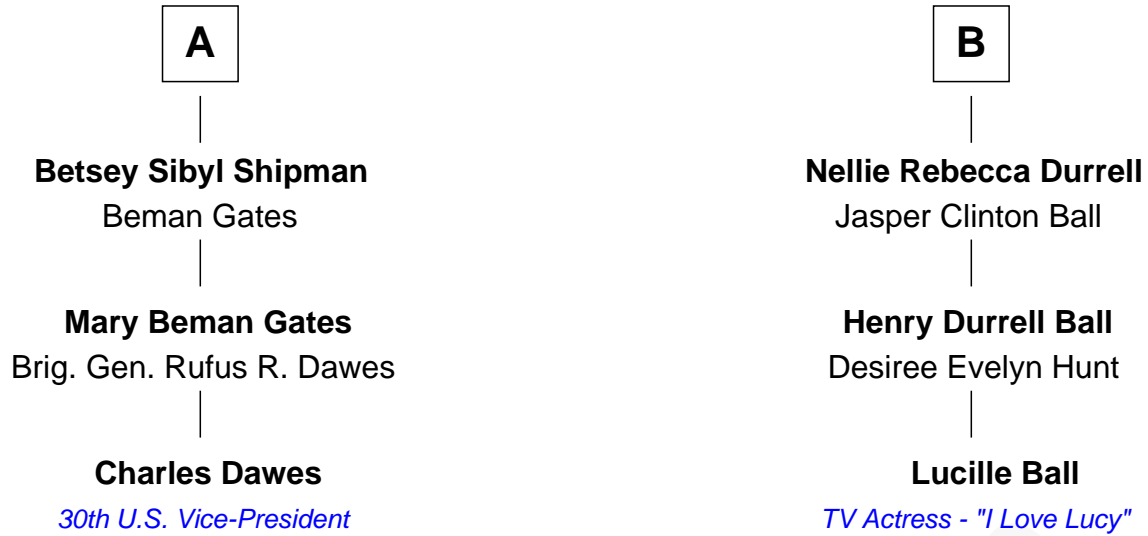 A
Betsey Sibyl Shipman
Beman Gates
Mary Beman Gates
Brig. Gen. Rufus R. Dawes
Charles Dawes
30th U.S. Vice-President
B
Nellie Rebecca Durrell
Jasper Clinton Ball
Henry Durrell Ball
Desiree Evelyn Hunt
Lucille Ball
TV Actress - "I Love Lucy"